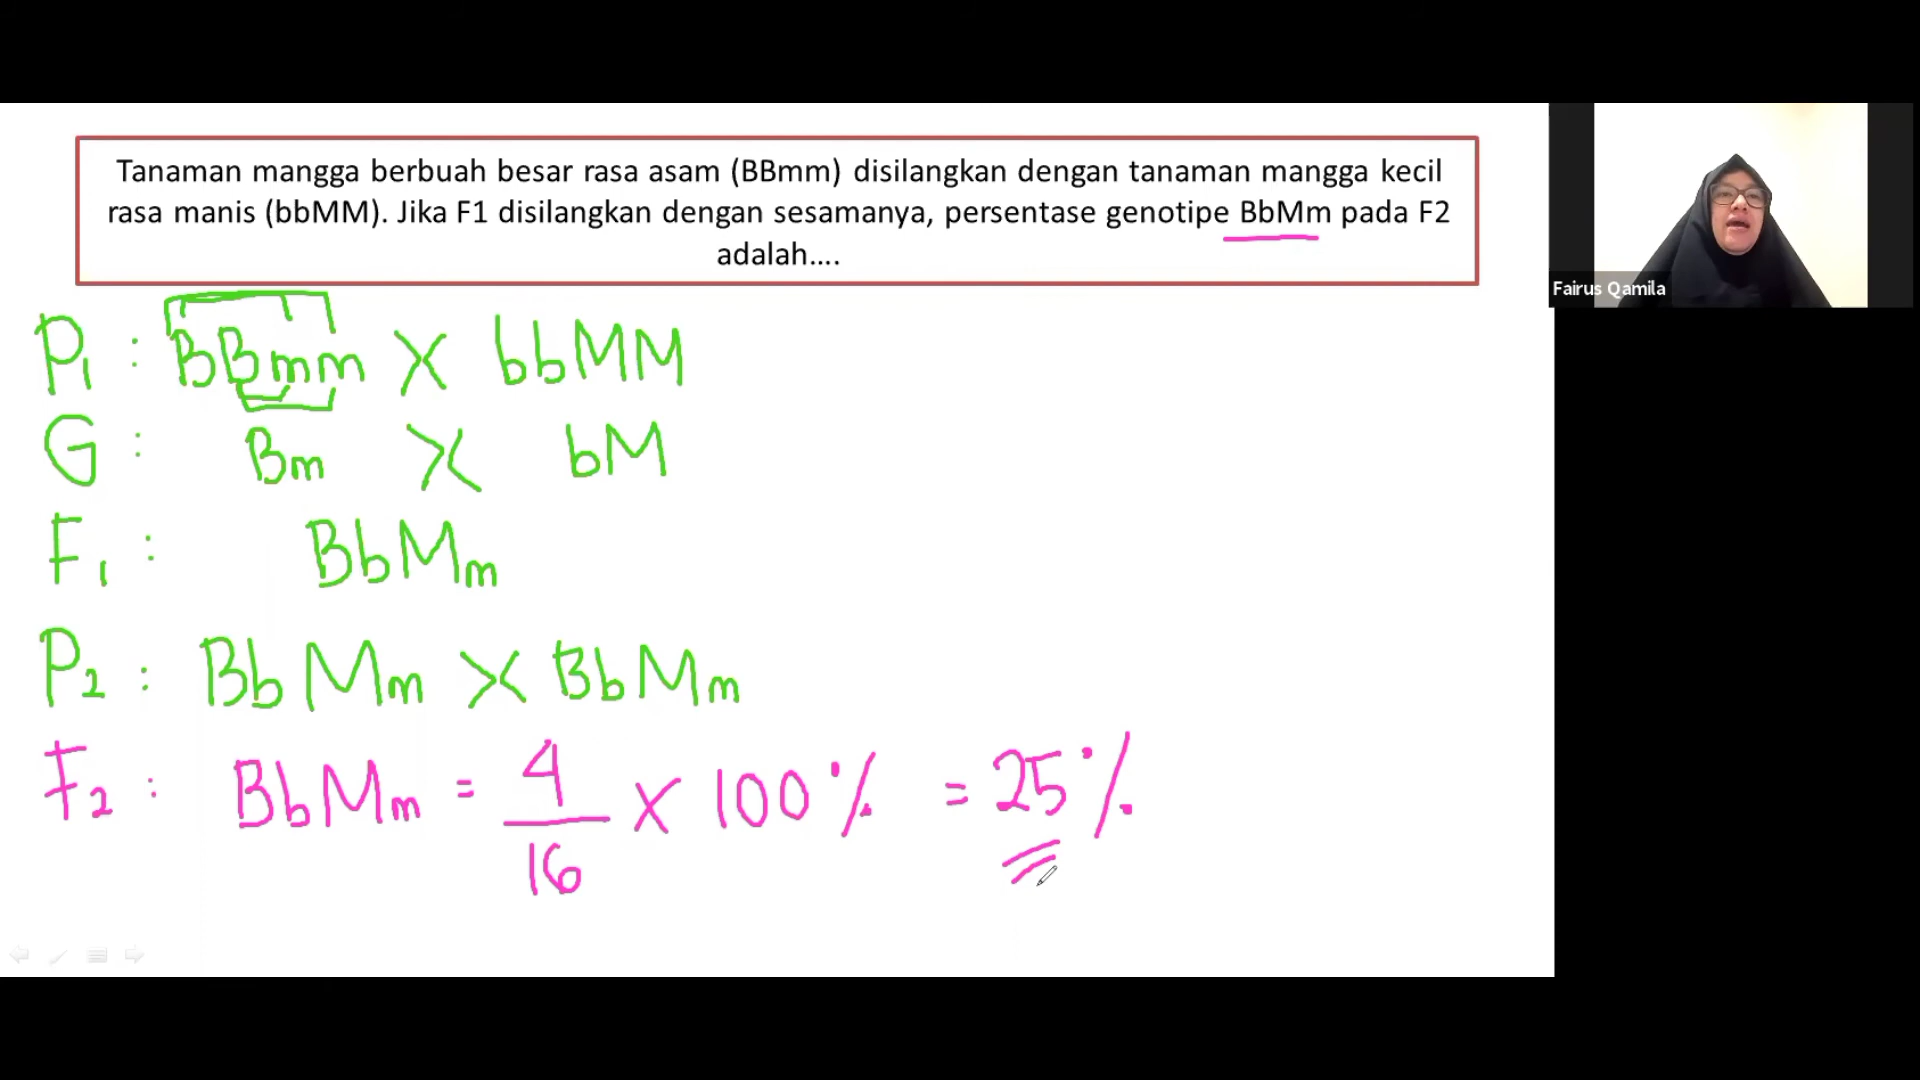 Tanaman mangga berbuah besar rasa asam (BBmm) disilangkan dengan tanaman mangga kecil
rasa manis (bbMM). Jika F1 disilangkan dengan sesamanya, persentase genotipe BbMm pada F2
adalah....
Fairus Qamila
P1 : BBmm X bbMM
G : Bm X bM
F1 : BbMm
P2 : BbMm X BbMm
F2 : BbMm = 4/16 x 100% = 25%